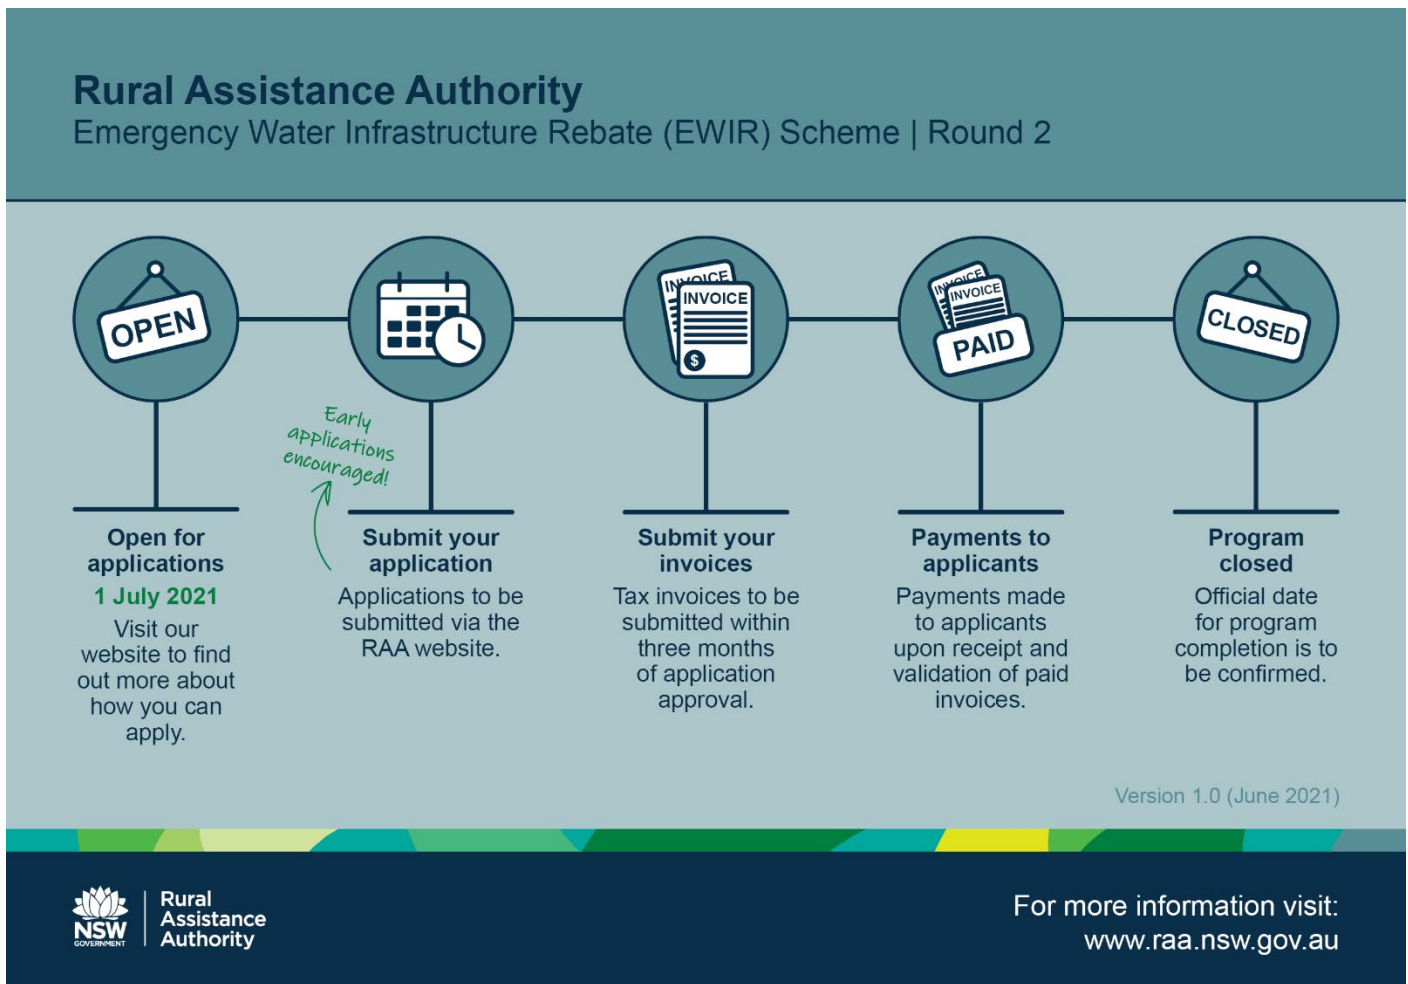 Rural Assistance Authority
Emergency Water Infrastructure Rebate (EWIR) Scheme | Round 2
OPEN
INVOICE
INVOICE
$
INVOICE
INVOICE
PAID
CLOSED
Early
applications
encouraged!
Open for
applications
1 July 2021
Visit our
website to find
out more about
how you can
apply.
Submit your
application
Applications to be
submitted via the
RAA website.
Submit your
invoices
Tax invoices to be
submitted within
three months
of application
approval.
Payments to
applicants
Payments made
to applicants
upon receipt and
validation of paid
invoices.
Program
closed
Official date
for program
completion is to
be confirmed.
Version 1.0 (June 2021)
NSW
GOVERNMENT
Rural
Assistance
Authority
For more information visit:
www.raa.nsw.gov.au